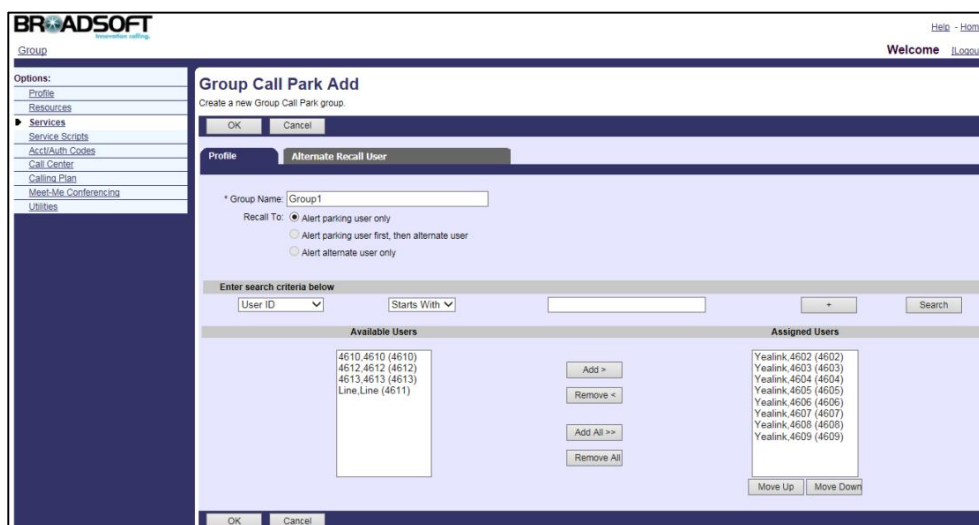 BROADSOFT
innovation calling.
Help - Hom
Group
Welcome [Logou
Options:
Profile
Resources
Services
Service Scripts
Acct/Auth Codes
Call Center
Calling Plan
Meet-Me Conferencing
Utilities
Group Call Park Add
Create a new Group Call Park group.
OK Cancel
Profile Alternate Recall User
* Group Name: Group1
Recall To: Alert parking user only
Alert parking user first, then alternate user
Alert alternate user only
Enter search criteria below
User ID Starts With + Search
Available Users Assigned Users
4610,4610 (4610)
4612,4612 (4612)
4613,4613 (4613)
Line,Line (4611)
Add >
Remove <
Add All >>
Remove All
Yealink,4602 (4602)
Yealink,4603 (4603)
Yealink,4604 (4604)
Yealink,4605 (4605)
Yealink,4606 (4606)
Yealink,4607 (4607)
Yealink,4608 (4608)
Yealink,4609 (4609)
Move Up Move Down
OK Cancel